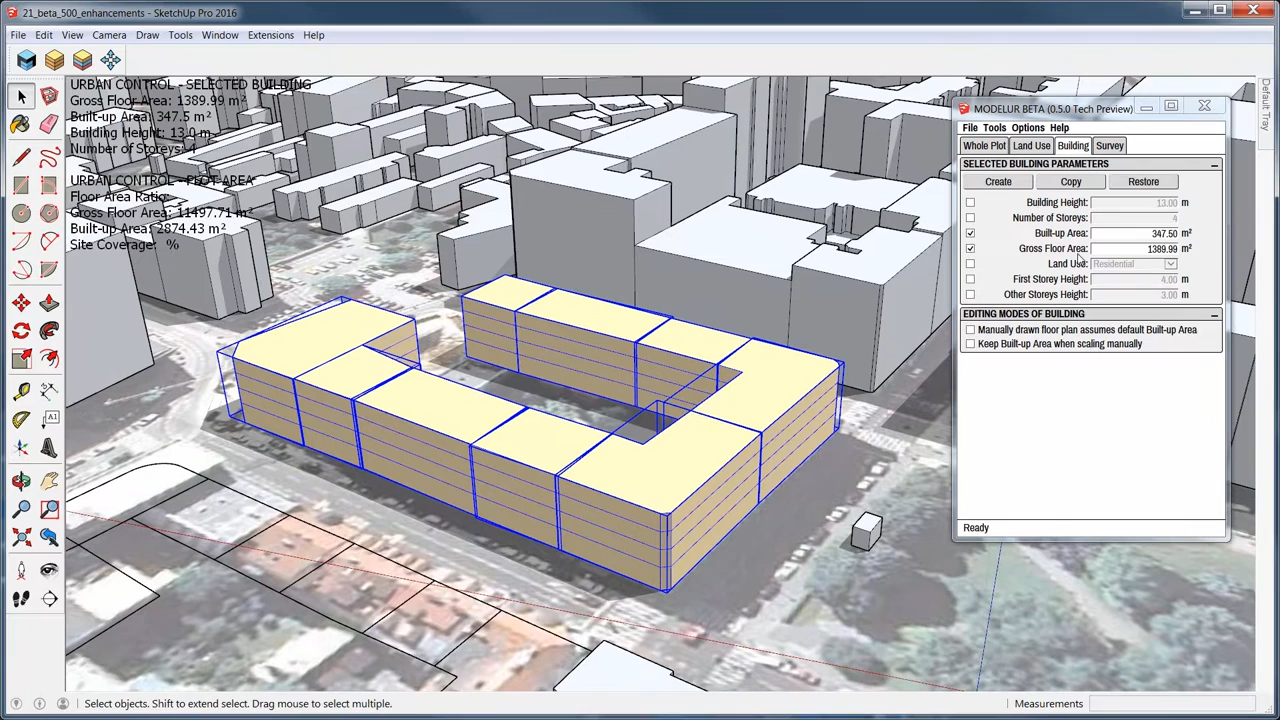 21_beta_500_enhancements - SketchUp Pro 2016
File Edit View Camera Draw Tools Window Extensions Help
URBAN CONTROL - SELECTED BUILDING
Gross Floor Area: 1389.99 m²
Built-up Area: 347.5 m²
Building Height: 13.0 m
Number of Storeys: 4
URBAN CONTROL - PLOT AREA
Floor Area Ratio:
Gross Floor Area: 11497.71 m²
Built-up Area: 2874.43 m²
Site Coverage: %
A1
Default Tray
MODELUR BETA (0.5.0 Tech Preview)
File Tools Options Help
Whole Plot Land Use Building Survey
SELECTED BUILDING PARAMETERS
Create Copy Restore
Building Height: 13.00 m
Number of Storeys: 4
Built-up Area: 347.50 m²
Gross Floor Area: 1389.99 m²
Land Use: Residential
First Storey Height: 4.00 m
Other Storeys Height: 3.00 m
EDITING MODES OF BUILDING
Manually drawn floor plan assumes default Built-up Area
Keep Built-up Area when scaling manually
Ready
Select objects. Shift to extend select. Drag mouse to select multiple.
Measurements